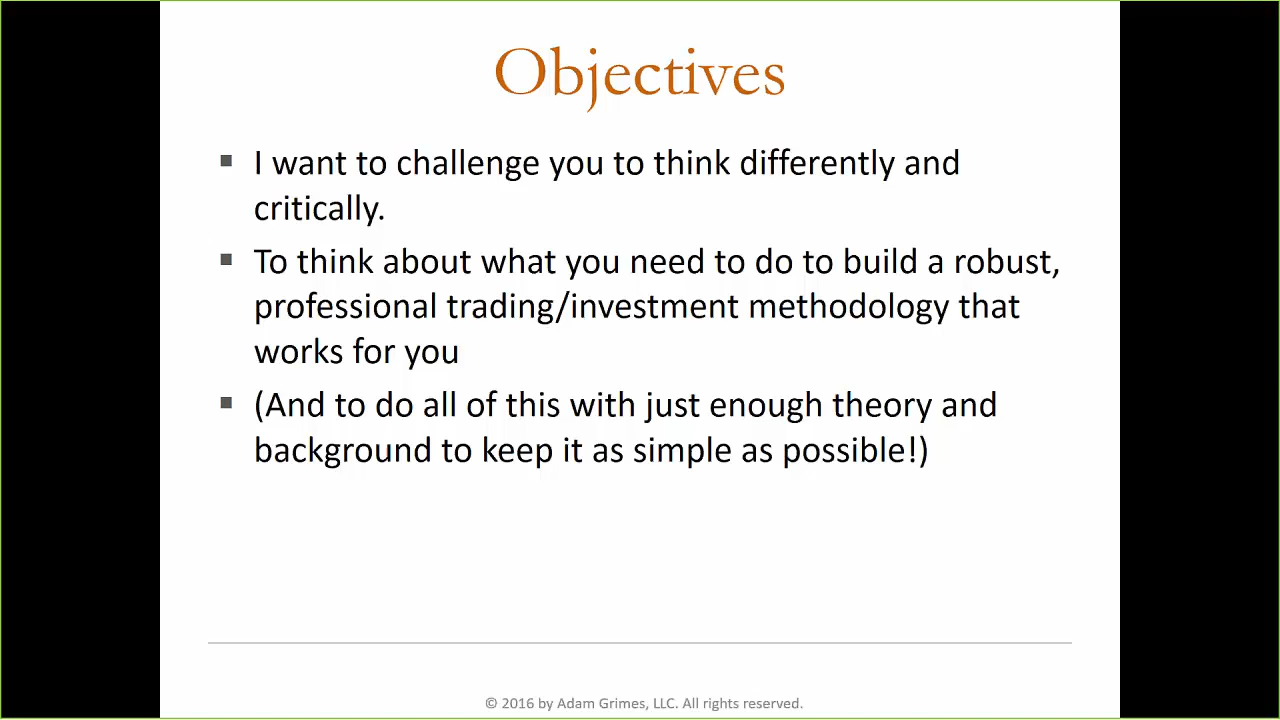 Objectives
▪ I want to challenge you to think differently and
critically.
▪ To think about what you need to do to build a robust,
professional trading/investment methodology that
works for you
▪ (And to do all of this with just enough theory and
background to keep it as simple as possible!)
© 2016 by Adam Grimes, LLC. All rights reserved.